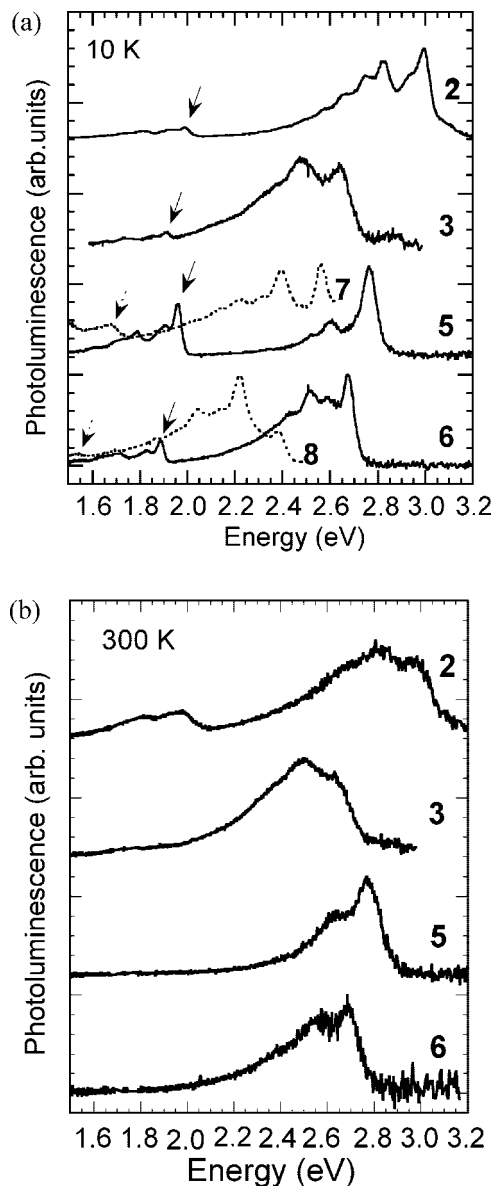 (a)
10 K
Photoluminescence (arb.units)
2
3
7
5
6
8
1.6 1.8 2.0 2.2 2.4 2.6 2.8 3.0 3.2
Energy (eV)
(b)
300 K
Photoluminescence (arb. units)
2
3
5
6
1.6 1.8 2.0 2.2 2.4 2.6 2.8 3.0 3.2
Energy (eV)